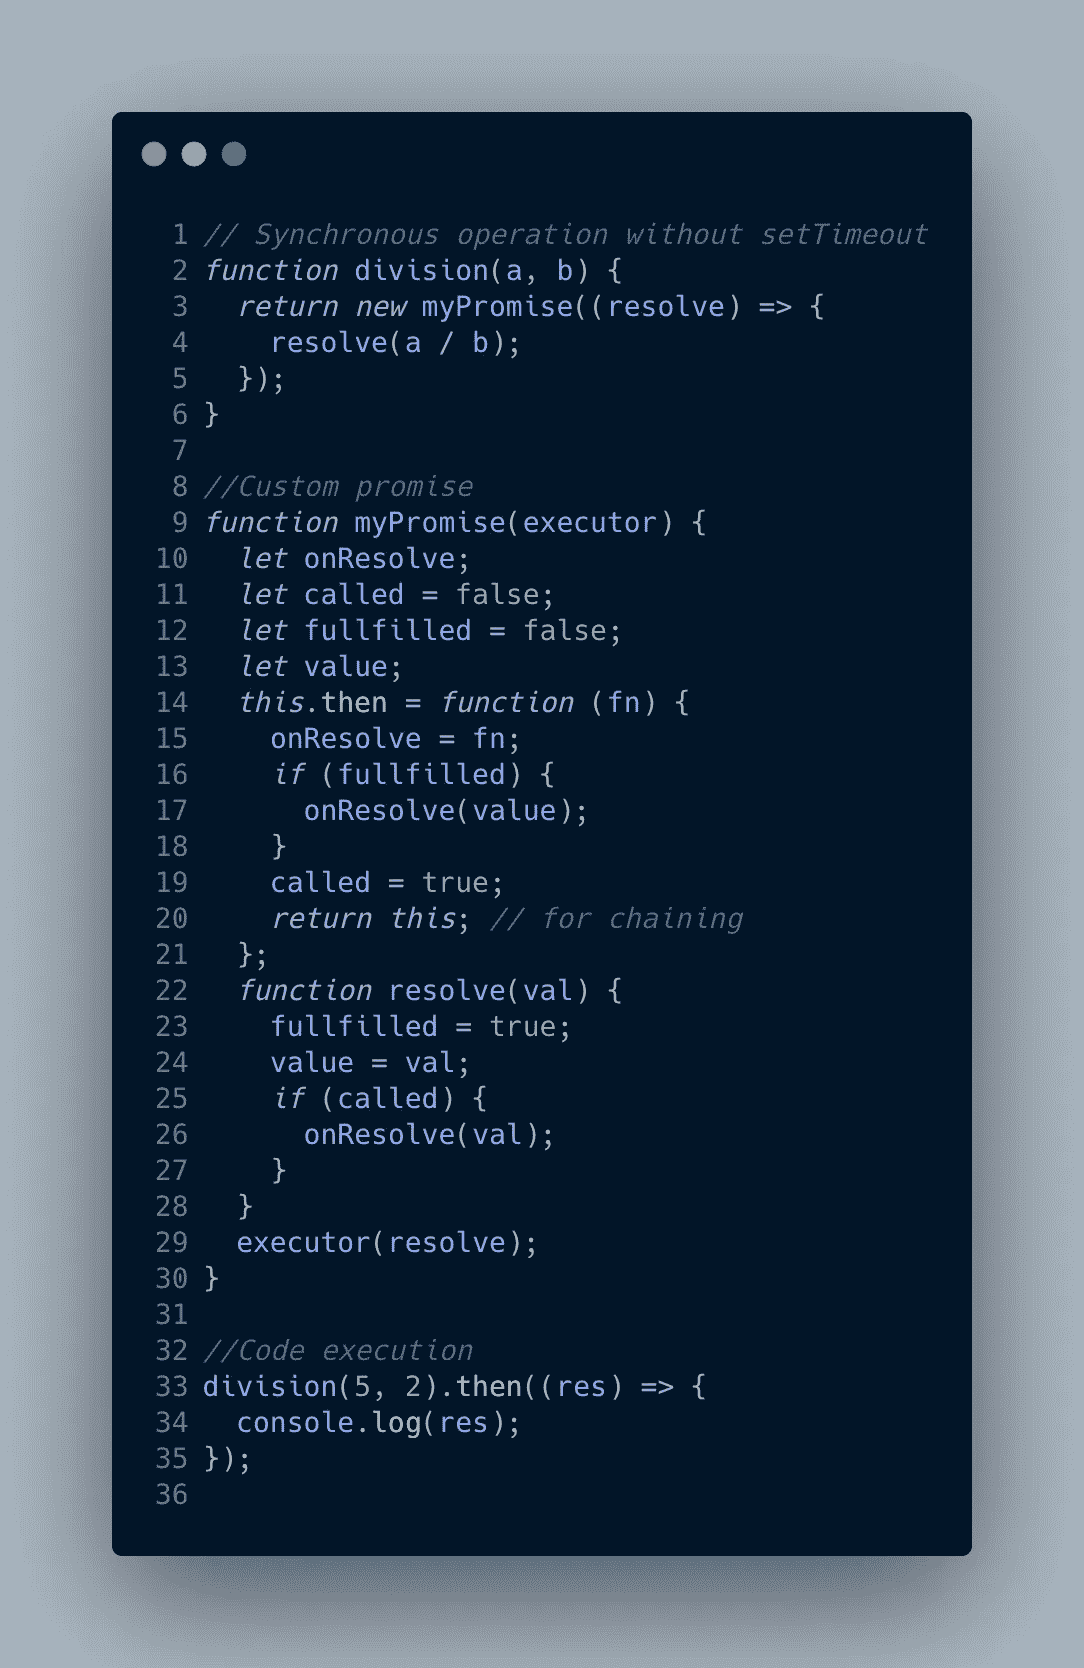 1 // Synchronous operation without setTimeout
2 function division(a, b) {
3   return new myPromise((resolve) => {
4     resolve(a / b);
5   });
6 }
7
8 //Custom promise
9 function myPromise(executor) {
10   let onResolve;
11   let called = false;
12   let fullfilled = false;
13   let value;
14   this.then = function (fn) {
15     onResolve = fn;
16     if (fullfilled) {
17       onResolve(value);
18     }
19     called = true;
20     return this; // for chaining
21   };
22   function resolve(val) {
23     fullfilled = true;
24     value = val;
25     if (called) {
26       onResolve(val);
27     }
28   }
29   executor(resolve);
30 }
31
32 //Code execution
33 division(5, 2).then((res) => {
34   console.log(res);
35 });
36